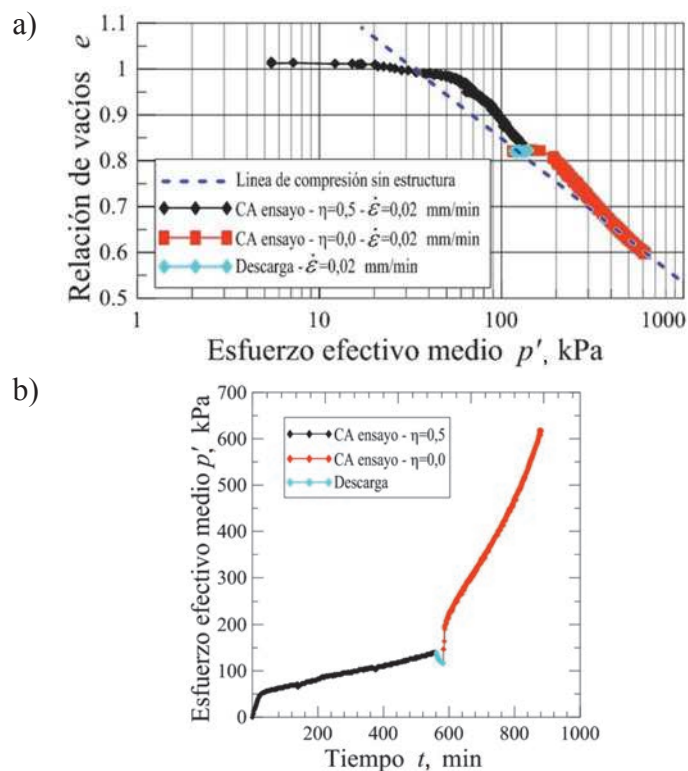 a)
Relación de vacíos e
1.1
1
0.9
0.8
0.7
0.6
0.5
Linea de compresión sin estructura
CA ensayo - η=0,5 - ε̇=0,02 mm/min
CA ensayo - η=0,0 - ε̇=0,02 mm/min
Descarga - ε̇=0,02 mm/min
1 10 100 1000
Esfuerzo efectivo medio p', kPa
b)
Esfuerzo efectivo medio p', kPa
700
600
500
400
300
200
100
0
CA ensayo - η=0,5
CA ensayo - η=0,0
Descarga
200 400 600 800 1000
Tiempo t, min